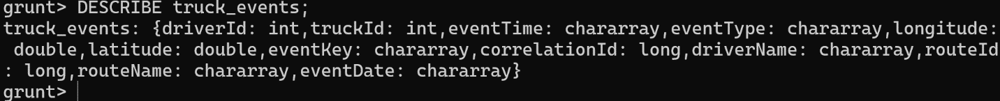 grunt> DESCRIBE truck_events;
truck_events: {driverId: int,truckId: int,eventTime: chararray,eventType: chararray,longitude:
 double,latitude: double,eventKey: chararray,correlationId: long,driverName: chararray,routeId
: long,routeName: chararray,eventDate: chararray}
grunt>